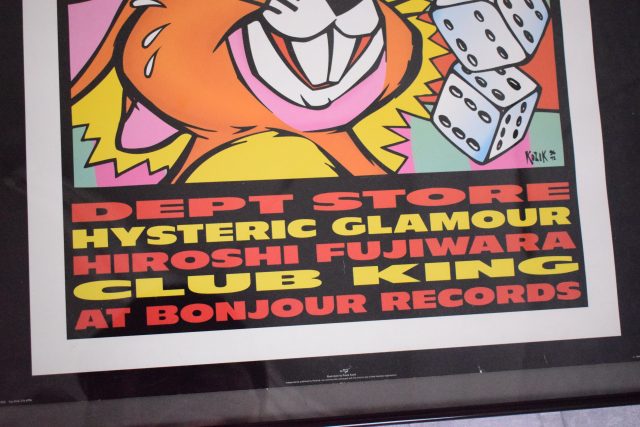 KOZIK
DEPT STORE
HYSTERIC GLAMOUR
HIROSHI FUJIWARA
CLUB KING
AT BONJOUR RECORDS